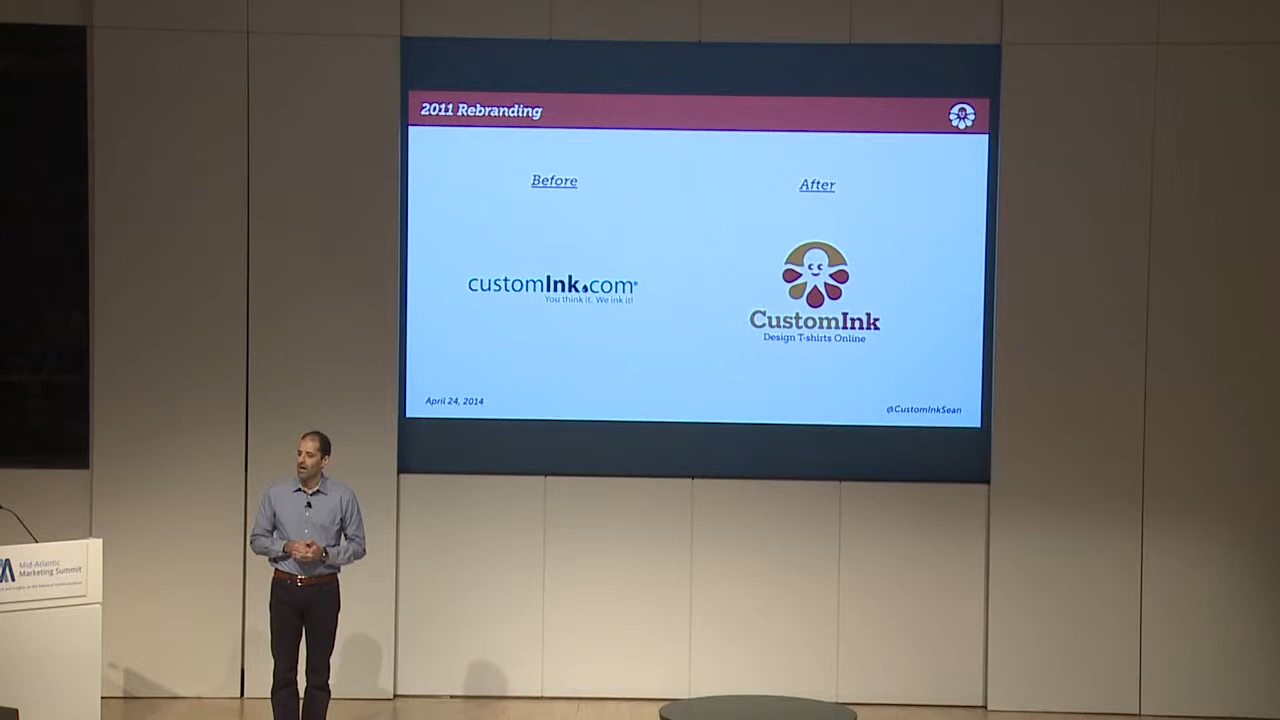 2011 Rebranding
Before
After
customInk.com®
You think it. We ink it!
CustomInk
Design T-shirts Online
April 24, 2014
@CustomInkSean
Mid-Atlantic
Marketing Summit